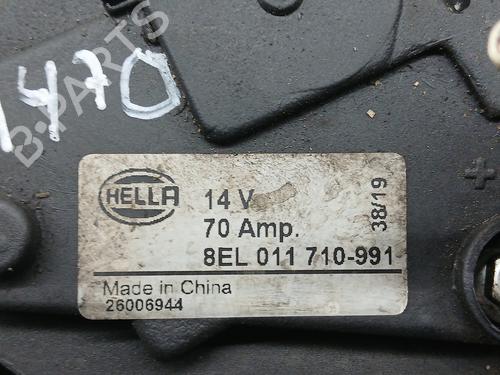 1470
B-PARTS
HELLA
14 V
70 Amp.
8EL 011 710-991
38/19
Made in China
26006944
+